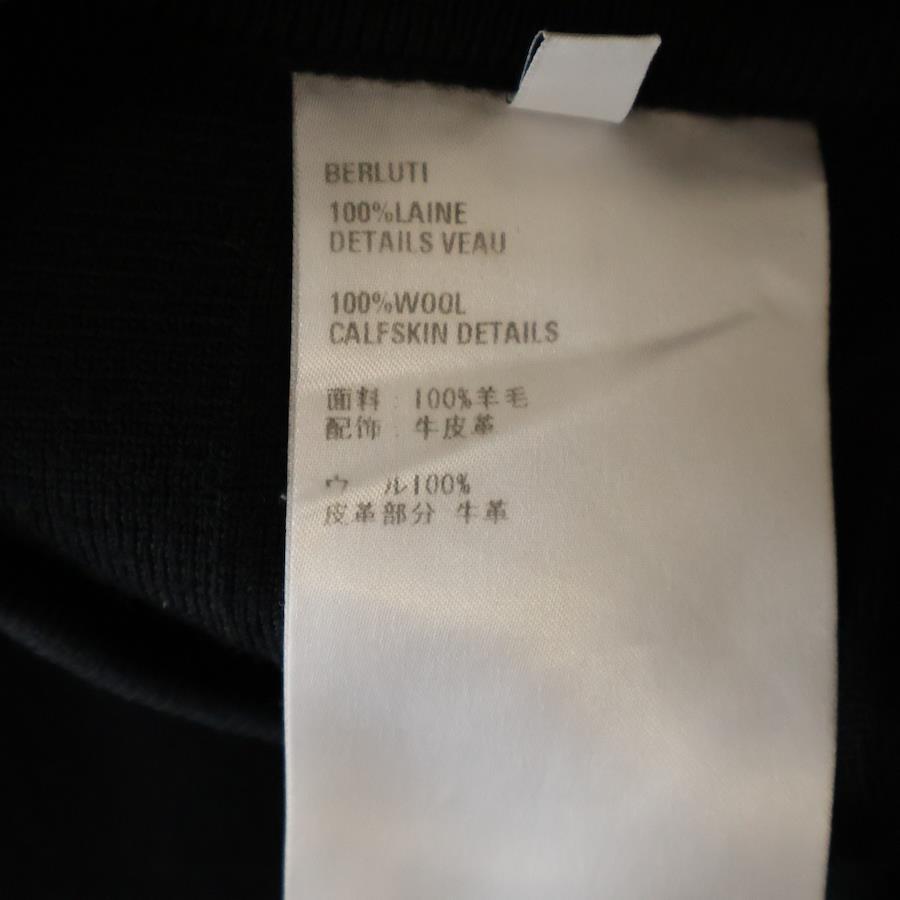 BERLUTI
100%LAINE
DETAILS VEAU
100%WOOL
CALFSKIN DETAILS
面料：100%羊毛
配饰：牛皮革
ウール100%
皮革部分 牛革